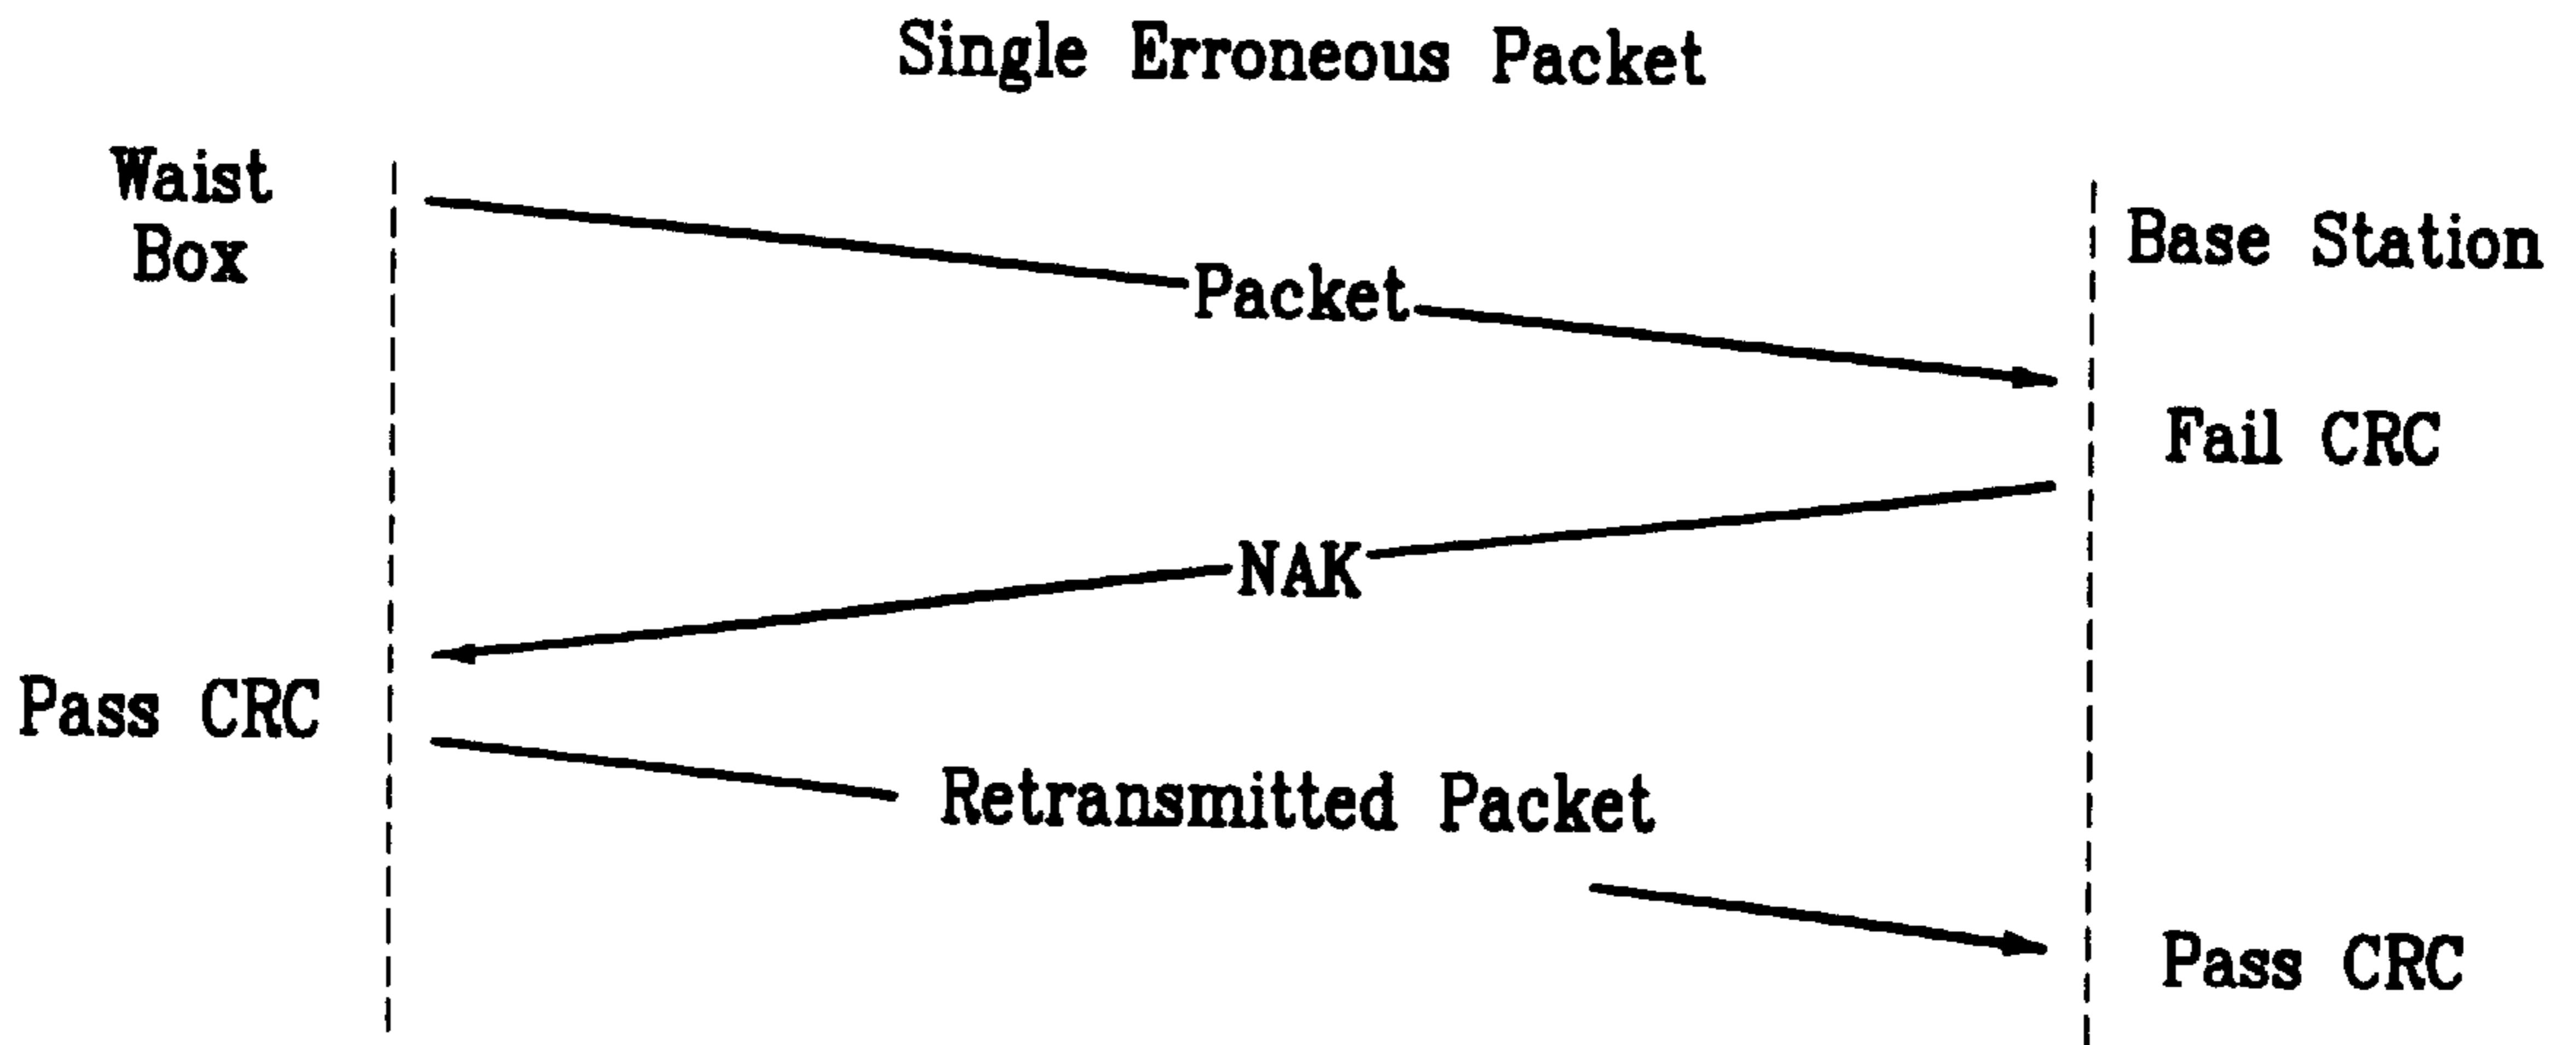 Single Erroneous Packet
Waist
Box
Base Station
Packet
Fail CRC
NAK
Pass CRC
Retransmitted Packet
Pass CRC